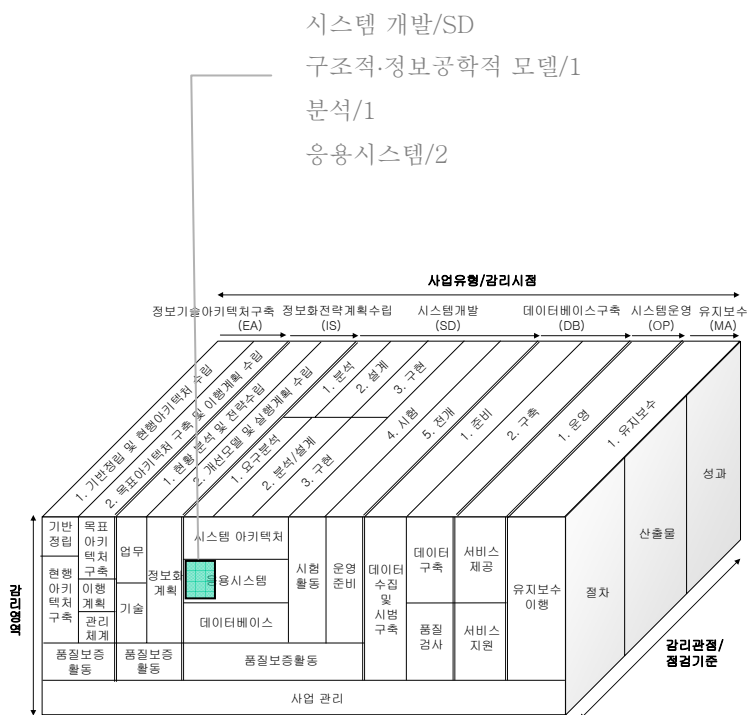 시스템 개발/SD
구조적·정보공학적 모델/1
분석/1
응용시스템/2
사업유형/감리시점
정보기술아키텍처구축 정보화전략계획수립 시스템개발 데이터베이스구축 시스템운영 유지보수
(EA) (IS) (SD) (DB) (OP) (MA)
1. 기반정립 및 현행아키텍처 수립
2. 목표아키텍처 구축 및 이행계획 수립
1. 현황 분석 및 전략수립
2. 개선모델 및 실행계획 수립
1. 분석
2. 설계
3. 구현
1. 요구분석
2. 분석/설계
3. 구현
4. 시험
5. 전개
1. 준비
2. 구축
1. 운영
1. 유지보수
감리영역
기반
정립
현행
아키
텍처
구축
목표
아키
텍처
구축
이행
계획
관리
체계
품질보증
활동
업무
기술
정보화
계획
품질보증
활동
시스템 아키텍처
응용시스템
데이터베이스
시험
활동
운영
준비
품질보증활동
데이터
수집
및
시범
구축
데이터
구축
품질
검사
서비스
제공
서비스
지원
유지보수
이행
사업 관리
절차
산출물
성과
감리관점/
점검기준